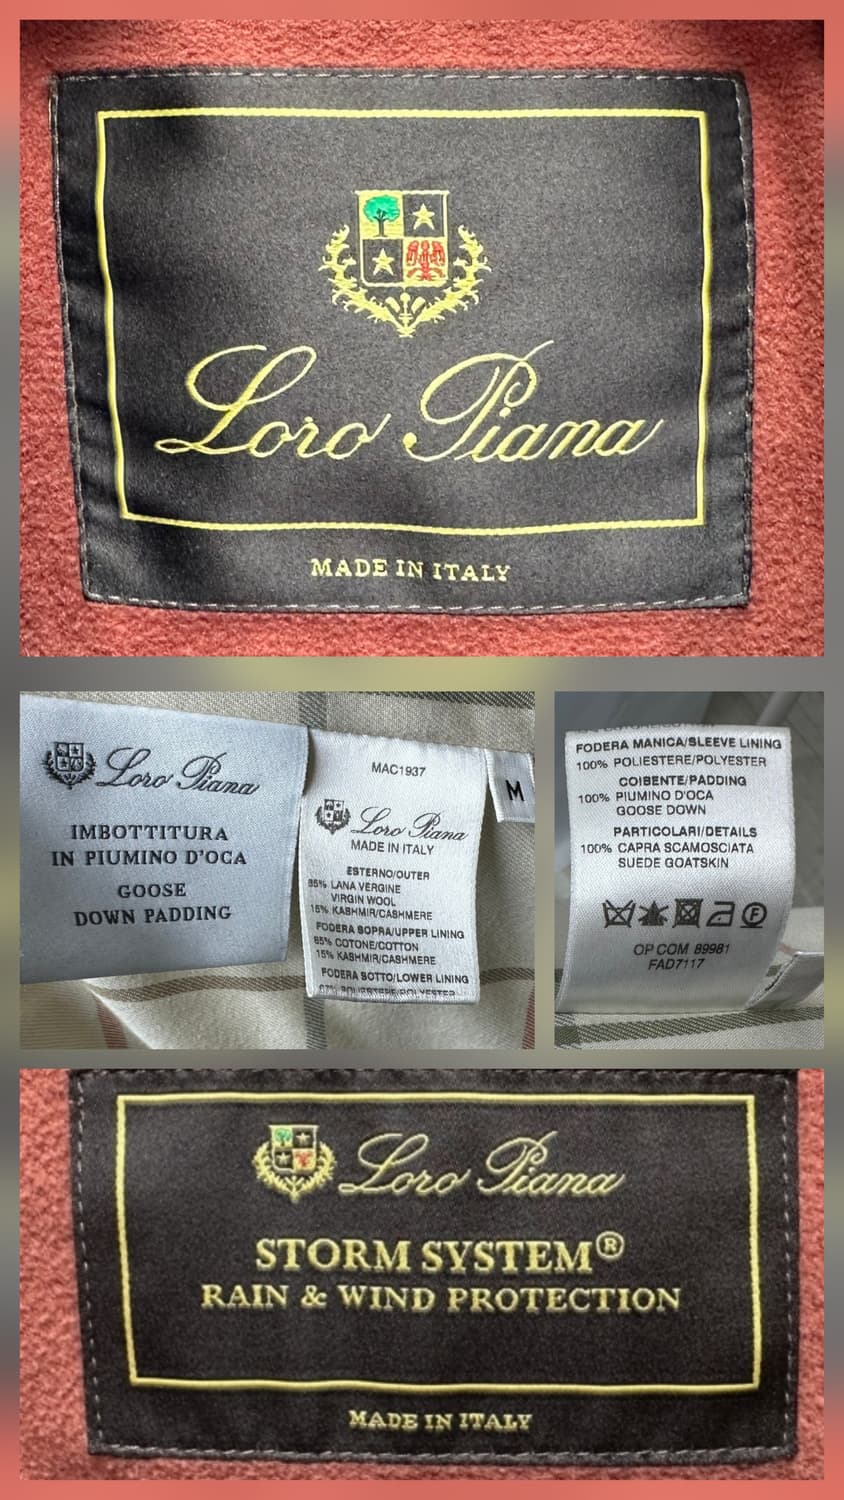 Loro Piana
MADE IN ITALY
Loro Piana
IMBOTTITURA
IN PIUMINO D'OCA
GOOSE
DOWN PADDING
MAC1937
Loro Piana
MADE IN ITALY
ESTERNO/OUTER
85% LANA VERGINE
VIRGIN WOOL
15% KASHMIR/CASHMERE
FODERA SOPRA/UPPER LINING
85% COTONE/COTTON
15% KASHMIR/CASHMERE
FODERA SOTTO/LOWER LINING
POLIESTERE/POLYESTER
M
FODERA MANICA/SLEEVE LINING
100% POLIESTERE/POLYESTER
COIBENTE/PADDING
100% PIUMINO D'OCA
GOOSE DOWN
PARTICOLARI/DETAILS
100% CAPRA SCAMOSCIATA
SUEDE GOATSKIN
F
OP COM 89981
FAD7117
Loro Piana
STORM SYSTEM®
RAIN & WIND PROTECTION
MADE IN ITALY